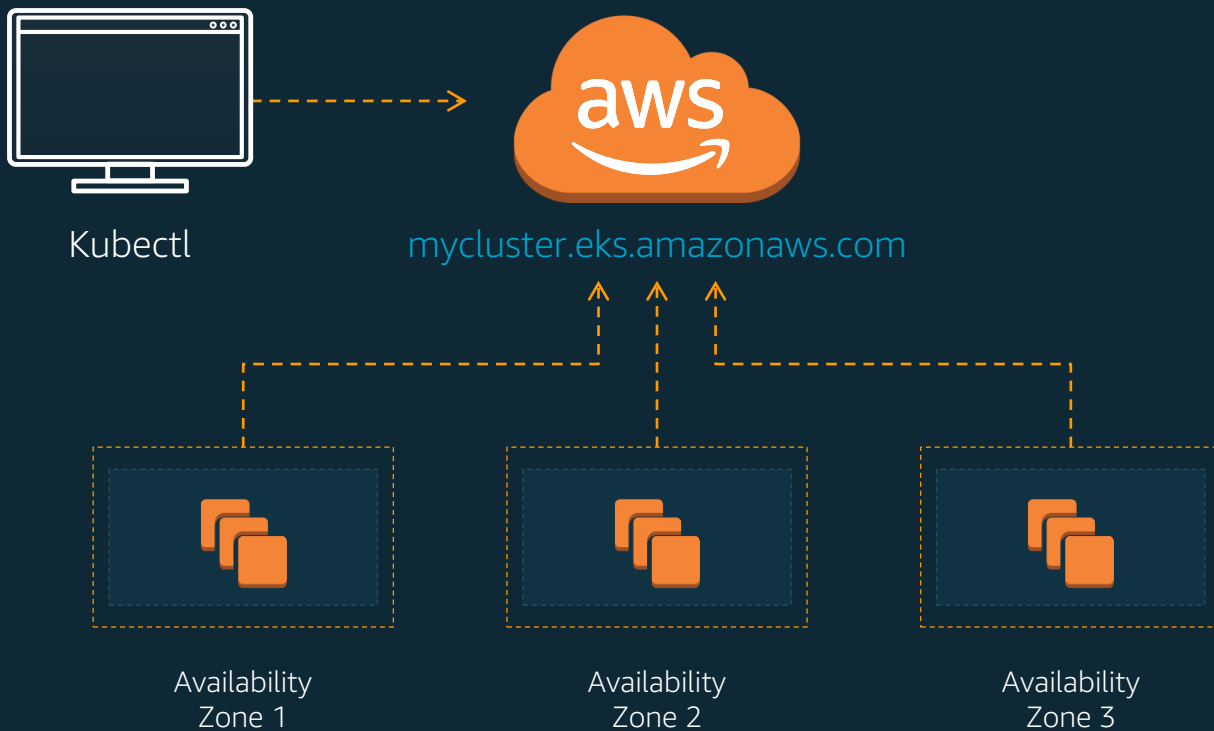 aws
Kubectl
mycluster.eks.amazonaws.com
Availability
Zone 1
Availability
Zone 2
Availability
Zone 3